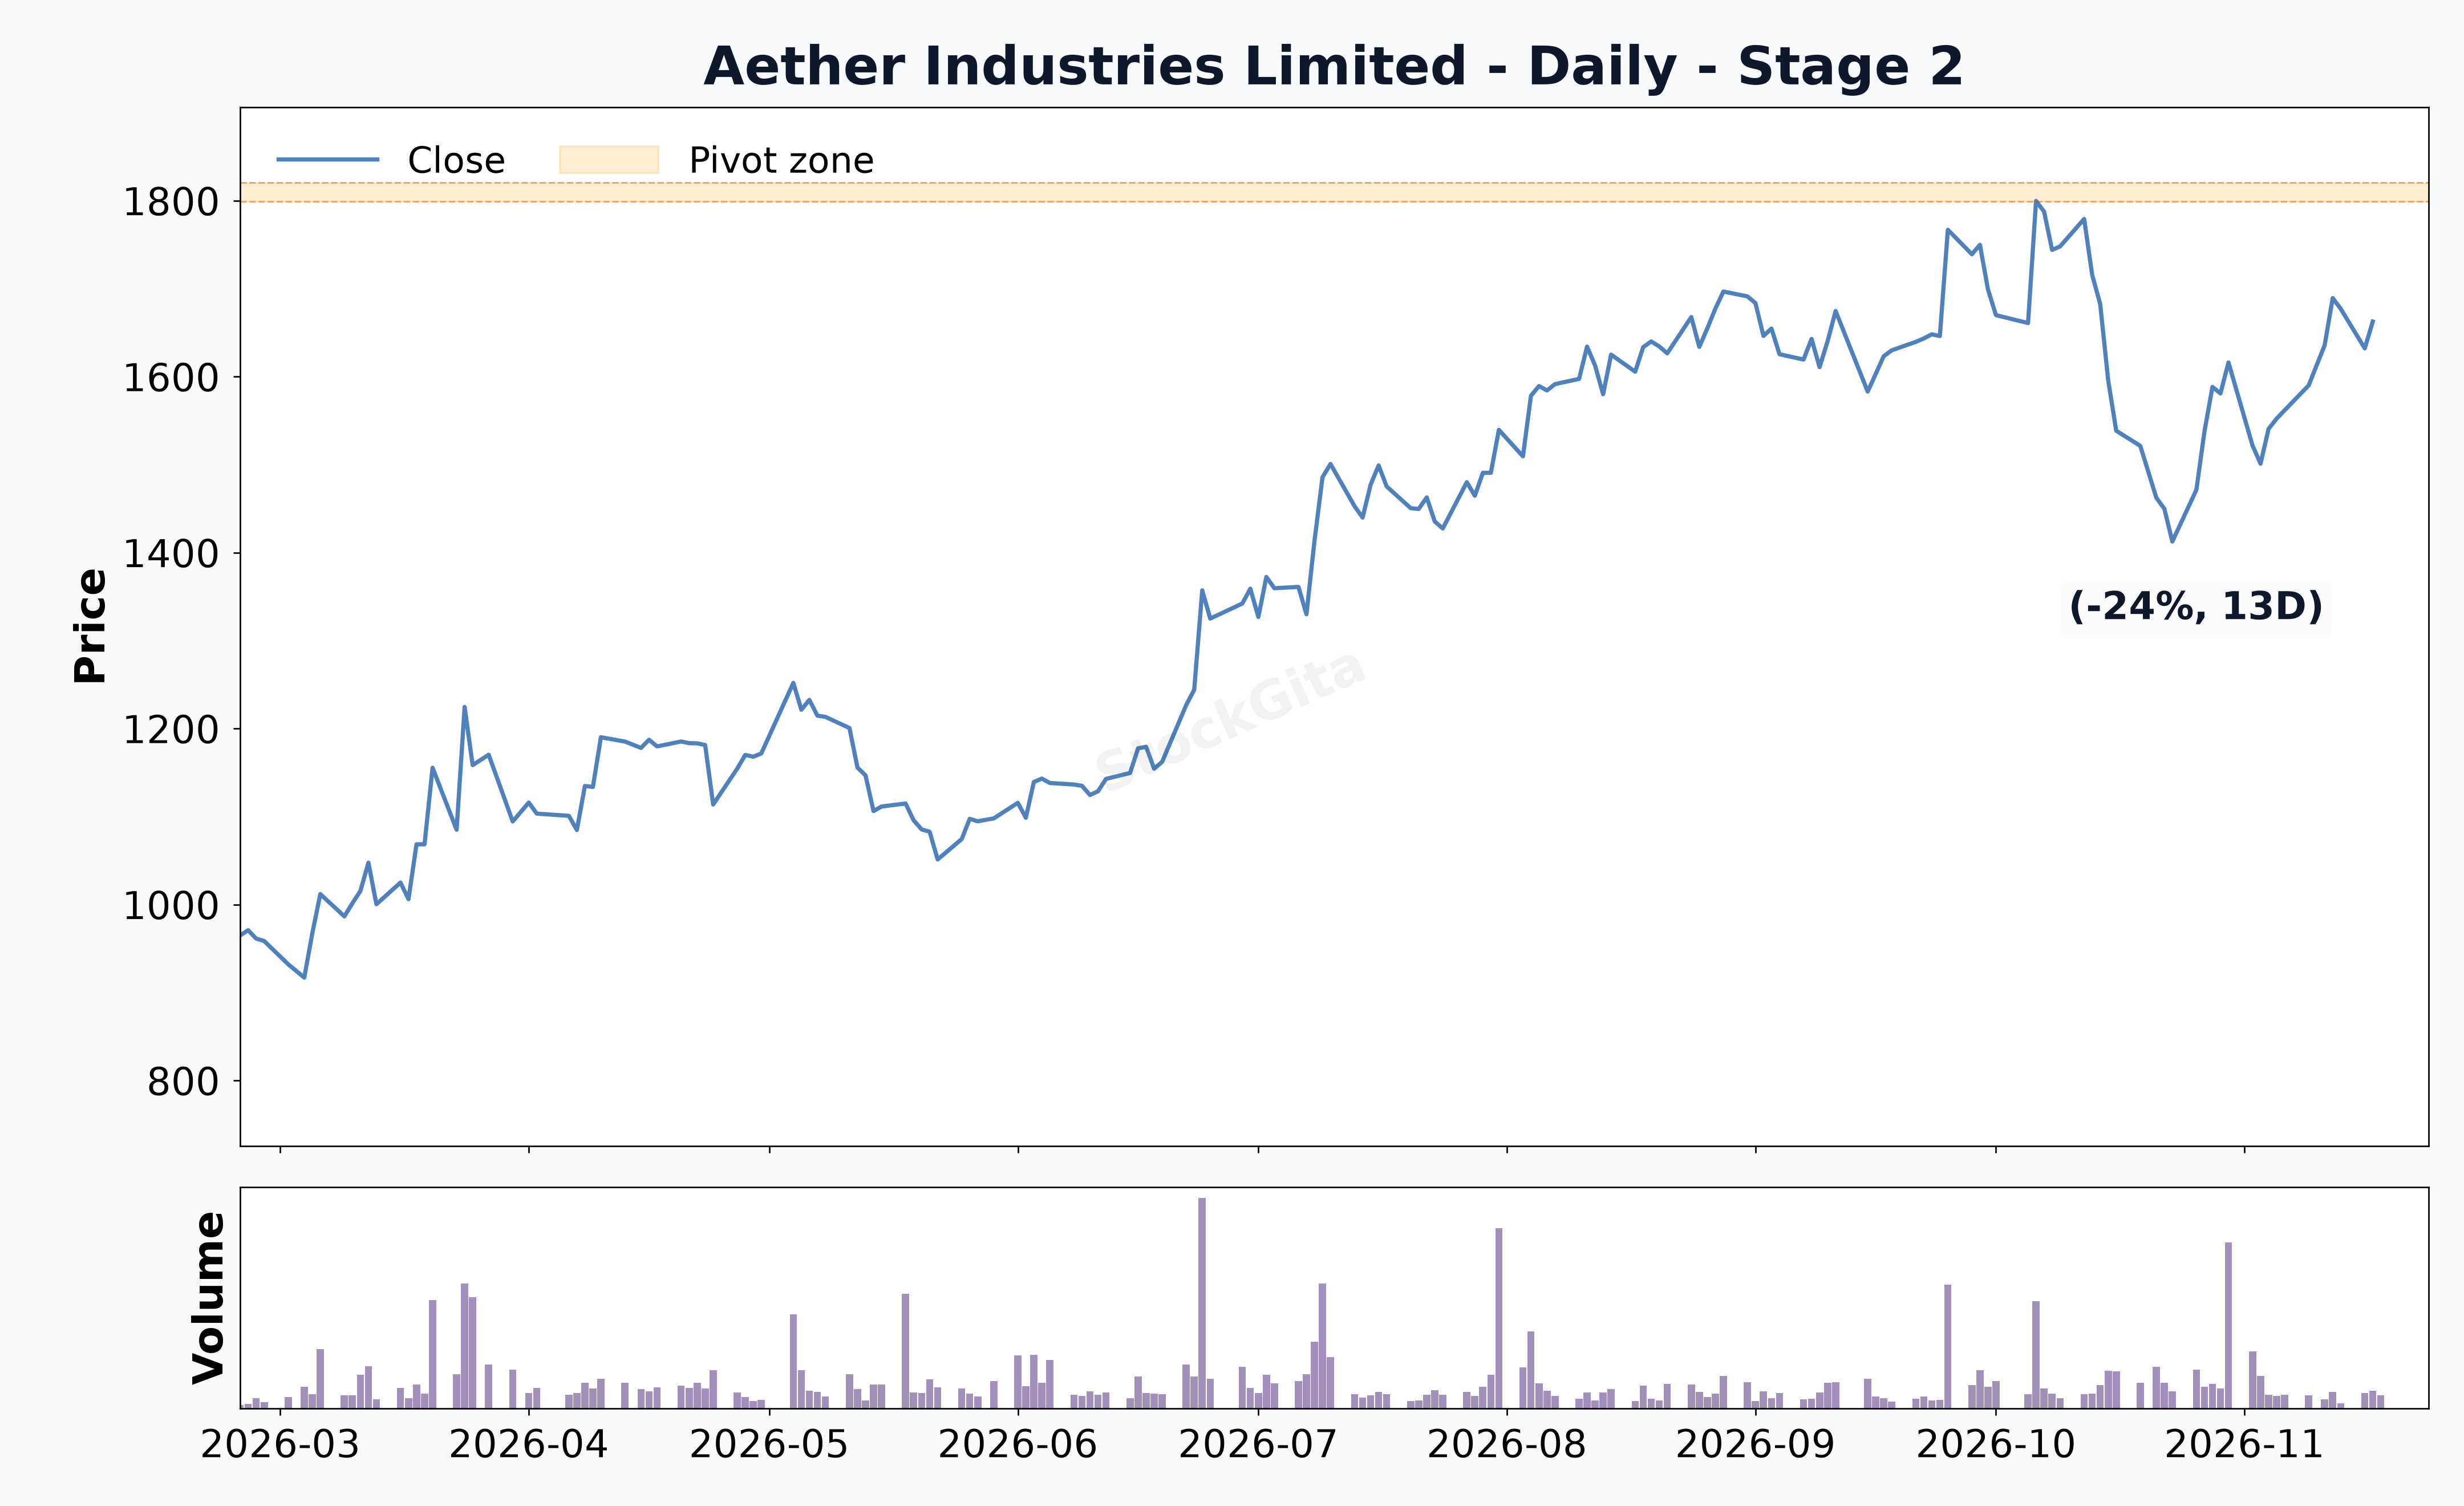 Aether Industries Limited - Daily - Stage 2
Close
Pivot zone
1800
1600
1400
1200
1000
800
Price
(-24%, 13D)
StockGita
Volume
2026-03
2026-04
2026-05
2026-06
2026-07
2026-08
2026-09
2026-10
2026-11